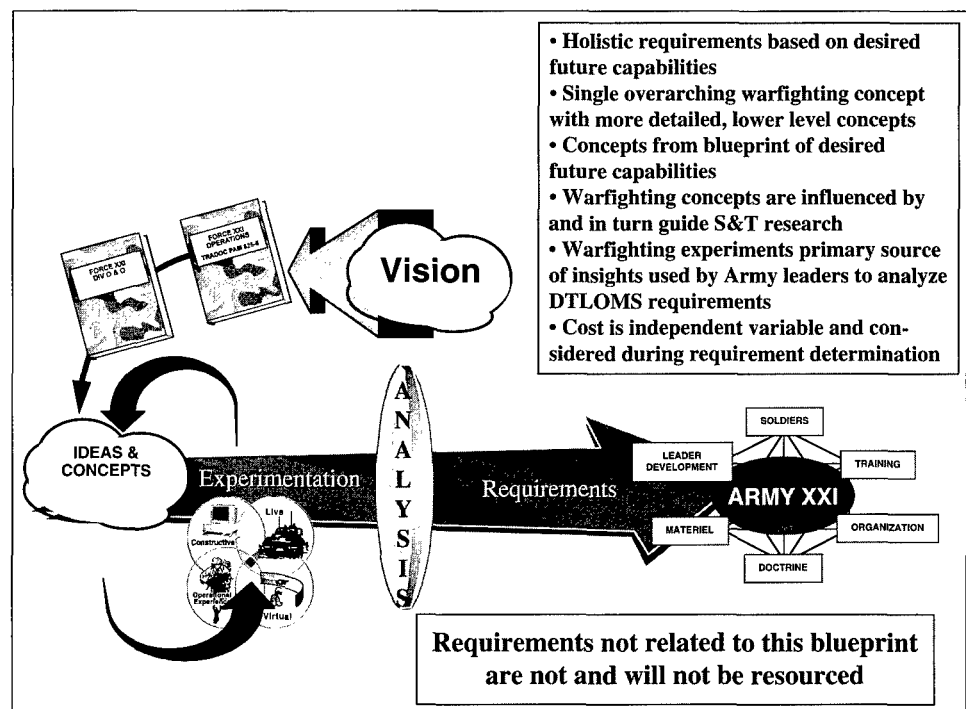 • Holistic requirements based on desired
future capabilities
• Single overarching warfighting concept
with more detailed, lower level concepts
• Concepts from blueprint of desired
future capabilities
• Warfighting concepts are influenced by
and in turn guide S&T research
• Warfighting experiments primary source
of insights used by Army leaders to analyze
DTLOMS requirements
• Cost is independent variable and con-
sidered during requirement determination
FORCE XXI
OPERATIONS
TRADOC PAM 525-5
FORCE XXI
DIV O & O
Vision
IDEAS &
CONCEPTS
Experimentation
ANALYSIS
Requirements
Constructive
Live
Operational
Experience
Virtual
SOLDIERS
LEADER
DEVELOPMENT
TRAINING
ARMY XXI
MATERIEL
ORGANIZATION
DOCTRINE
Requirements not related to this blueprint
are not and will not be resourced